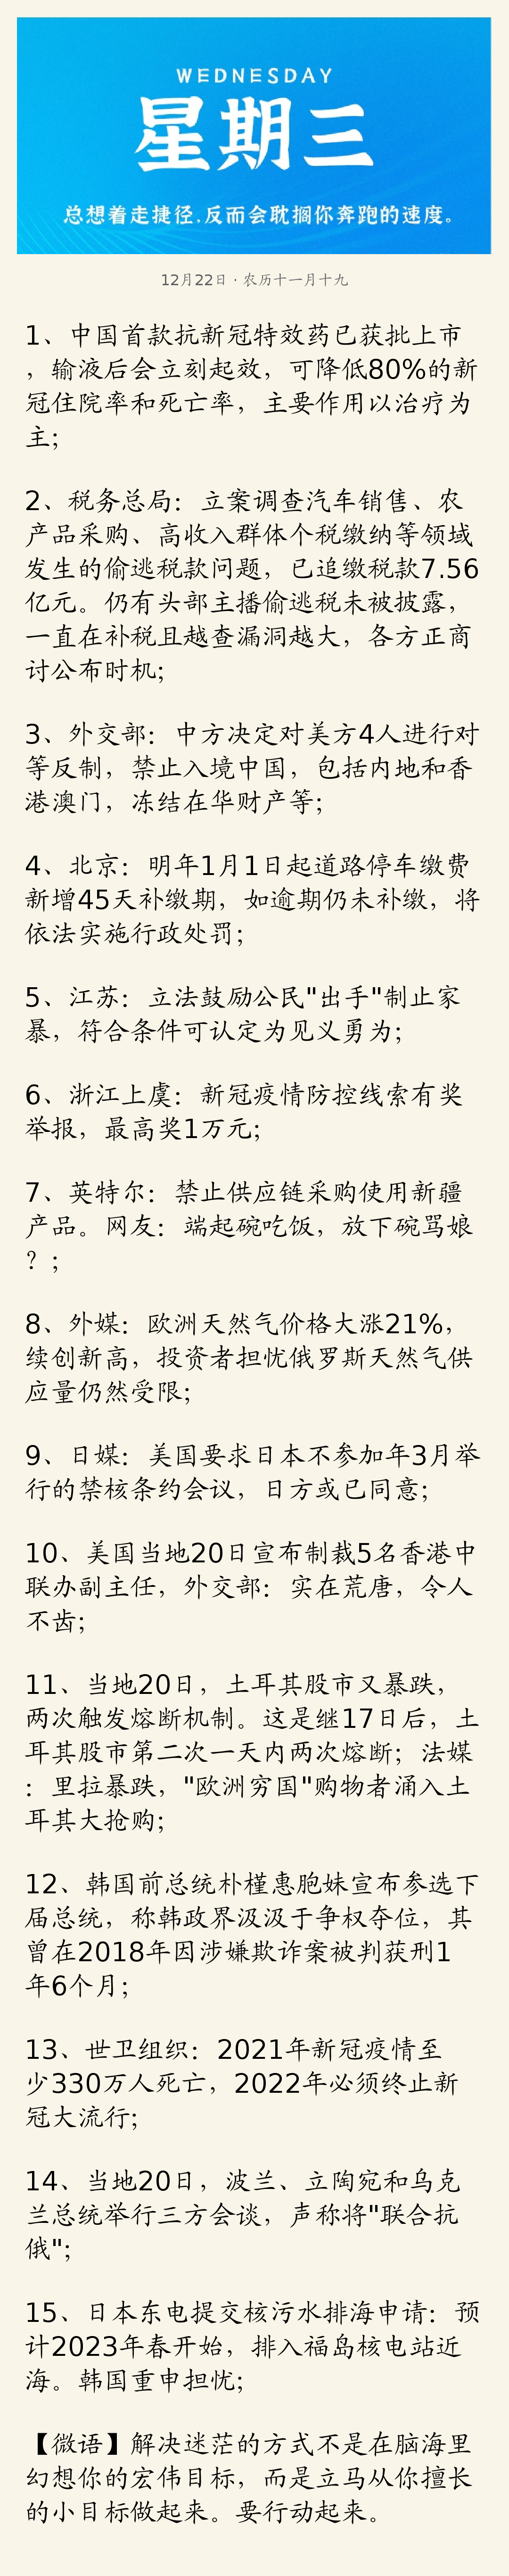 WEDNESDAY
星期三
总想着走捷径,反而会耽搁你奔跑的速度。
12月22日·农历十一月十九
1、中国首款抗新冠特效药已获批上市
，输液后会立刻起效，可降低80%的新
冠住院率和死亡率，主要作用以治疗为
主；
2、税务总局：立案调查汽车销售、农
产品采购、高收入群体个税缴纳等领域
发生的偷逃税款问题，已追缴税款7.56
亿元。仍有头部主播偷逃税未被披露，
一直在补税且越查漏洞越大，各方正商
讨公布时机；
3、外交部：中方决定对美方4人进行对
等反制，禁止入境中国，包括内地和香
港澳门，冻结在华财产等；
4、北京：明年1月1日起道路停车缴费
新增45天补缴期，如逾期仍未补缴，将
依法实施行政处罚；
5、江苏：立法鼓励公民"出手"制止家
暴，符合条件可认定为见义勇为；
6、浙江上虞：新冠疫情防控线索有奖
举报，最高奖1万元；
7、英特尔：禁止供应链采购使用新疆
产品。网友：端起碗吃饭，放下碗骂娘
？；
8、外媒：欧洲天然气价格大涨21%，
续创新高，投资者担忧俄罗斯天然气供
应量仍然受限；
9、日媒：美国要求日本不参加年3月举
行的禁核条约会议，日方或已同意；
10、美国当地20日宣布制裁5名香港中
联办副主任，外交部：实在荒唐，令人
不齿；
11、当地20日，土耳其股市又暴跌，
两次触发熔断机制。这是继17日后，土
耳其股市第二次一天内两次熔断；法媒
：里拉暴跌，"欧洲穷国"购物者涌入土
耳其大抢购；
12、韩国前总统朴槿惠胞妹宣布参选下
届总统，称韩政界汲汲于争权夺位，其
曾在2018年因涉嫌欺诈案被判获刑1
年6个月；
13、世卫组织：2021年新冠疫情至
少330万人死亡，2022年必须终止新
冠大流行；
14、当地20日，波兰、立陶宛和乌克
兰总统举行三方会谈，声称将"联合抗
俄"；
15、日本东电提交核污水排海申请：预
计2023年春开始，排入福岛核电站近
海。韩国重申担忧；
【微语】解决迷茫的方式不是在脑海里
幻想你的宏伟目标，而是立马从你擅长
的小目标做起来。要行动起来。